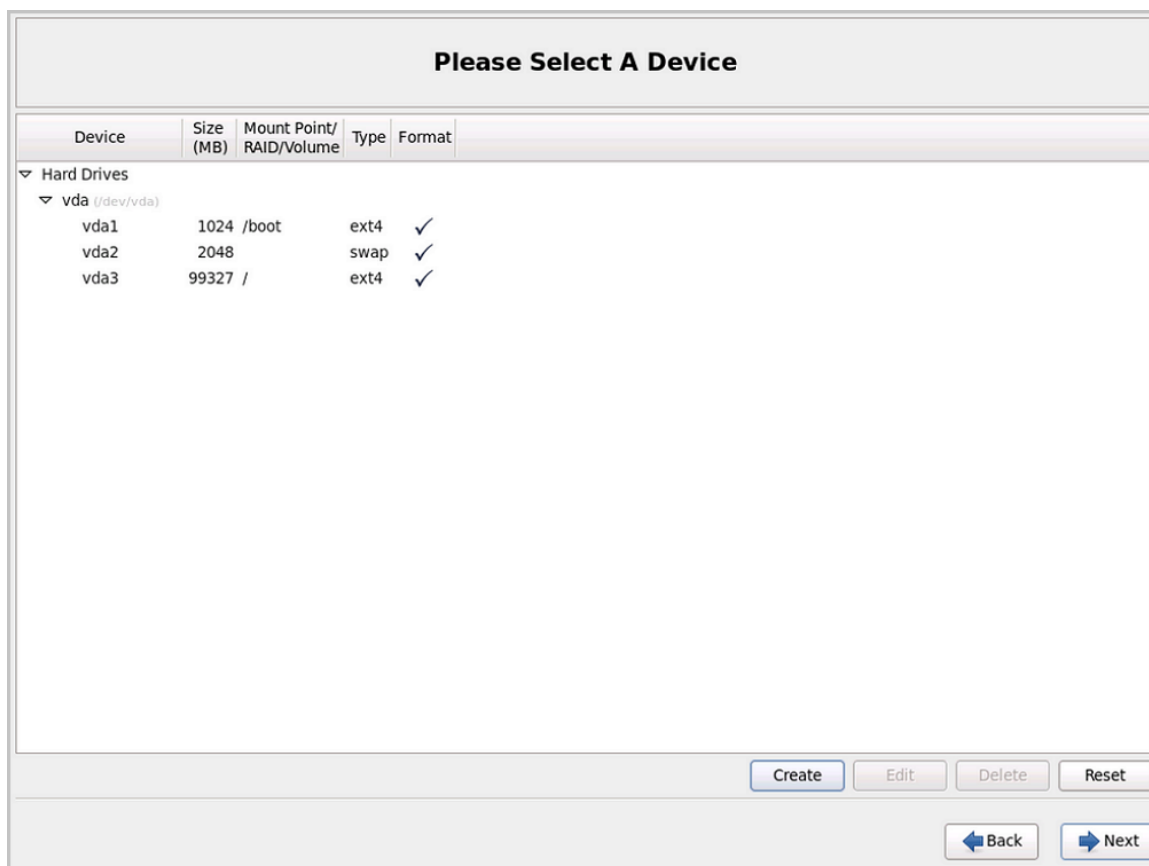 Please Select A Device
Device Size (MB) Mount Point/ RAID/Volume Type Format
Hard Drives
vda (/dev/vda)
vda1 1024 /boot ext4
vda2 2048 swap
vda3 99327 / ext4
Create Edit Delete Reset
Back Next